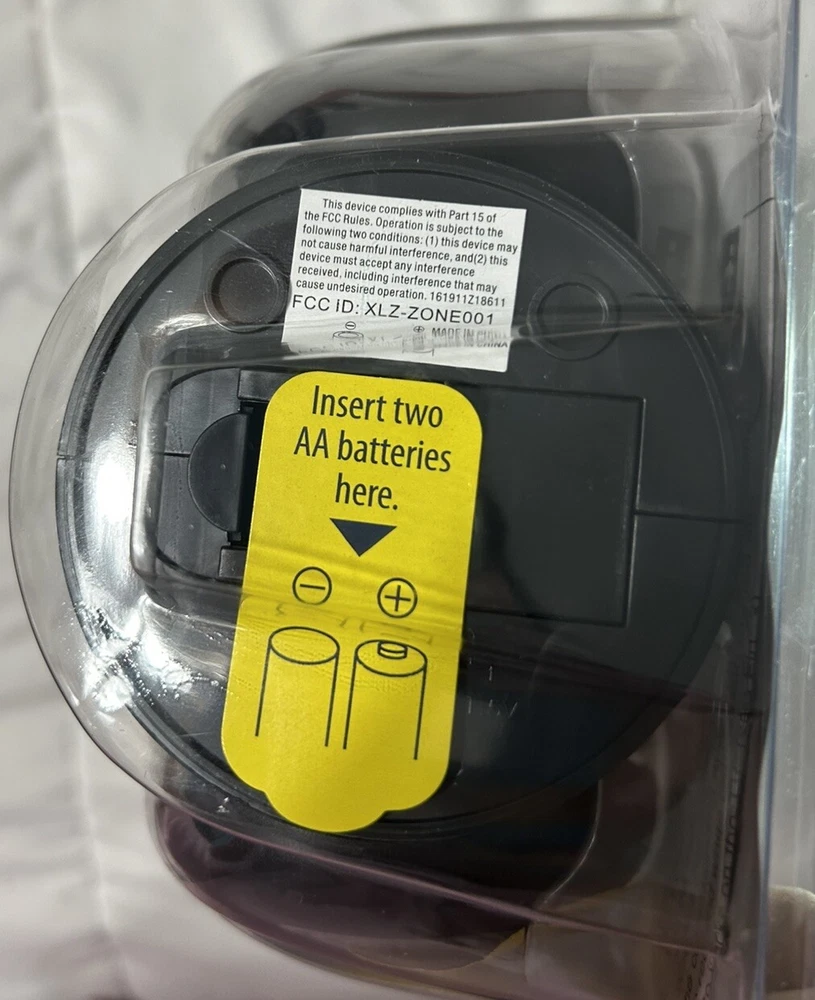 This device complies with Part 15 of
the FCC Rules. Operation is subject to the
following two conditions: (1) this device may
not cause harmful interference, and(2) this
device must accept any interference
received, including interference that may
cause undesired operation. 161911Z18611
FCC iD: XLZ-ZONE001
⊖
⊕ MADE IN CHINA
Insert two
AA batteries
here.
⊖ ⊕